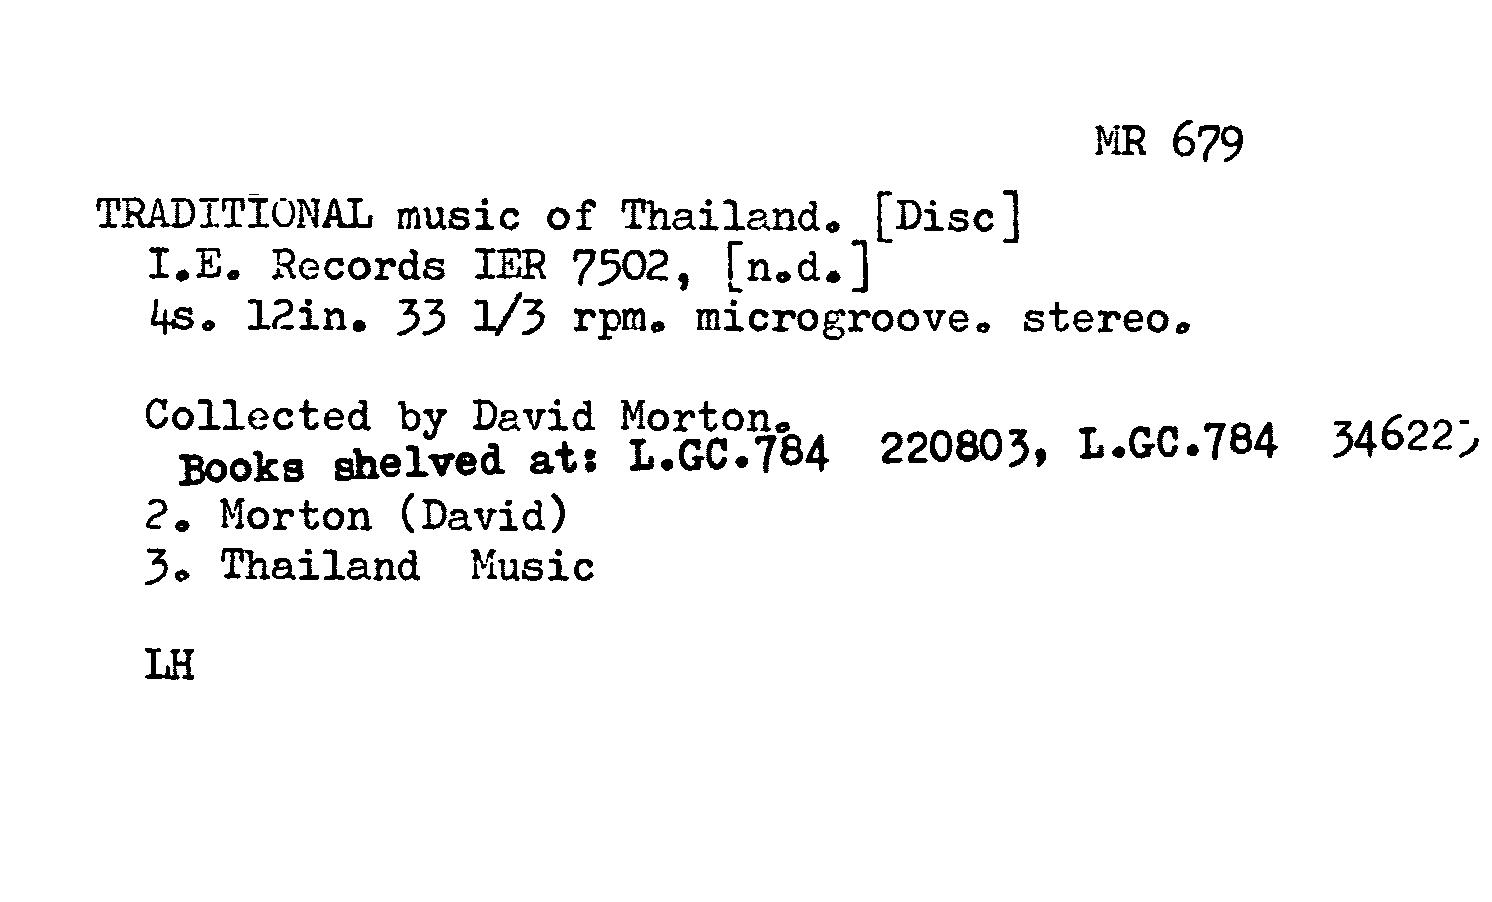 MR 679
TRADITIONAL music of Thailand. [Disc]
I.E. Records IER 7502, [n.d.]
4s. 12in. 33 1/3 rpm. microgroove. stereo.
Collected by David Morton.
Books shelved at: L.GC.784 220803, L.GC.784
2. Morton (David)
3. Thailand Music
LH